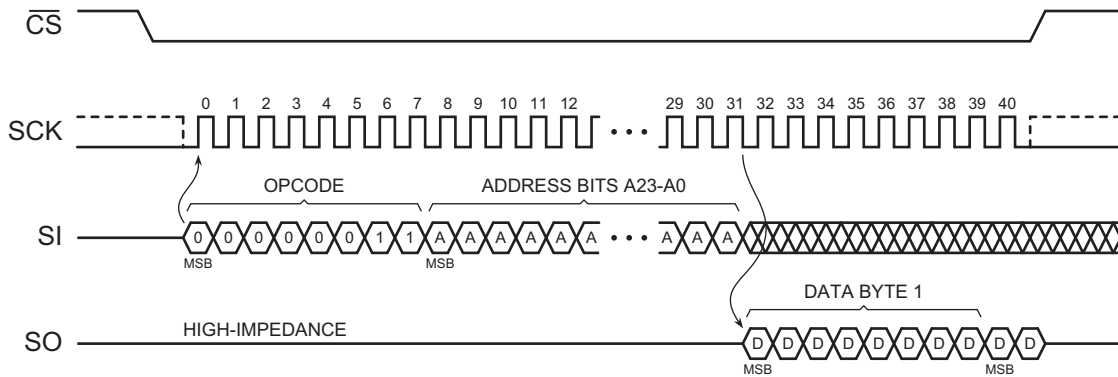 CS
0 1 2 3 4 5 6 7 8 9 10 11 12 29 30 31 32 33 34 35 36 37 38 39 40
SCK
OPCODE ADDRESS BITS A23-A0
SI 0 0 0 0 0 0 1 1 A A A A A A A A A
MSB MSB
DATA BYTE 1
HIGH-IMPEDANCE
SO D D D D D D D D D D
MSB MSB